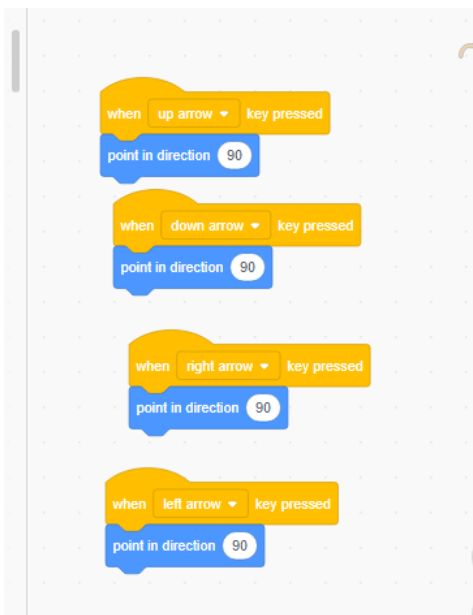 when up arrow key pressed
point in direction 90
when down arrow key pressed
point in direction 90
when right arrow key pressed
point in direction 90
when left arrow key pressed
point in direction 90